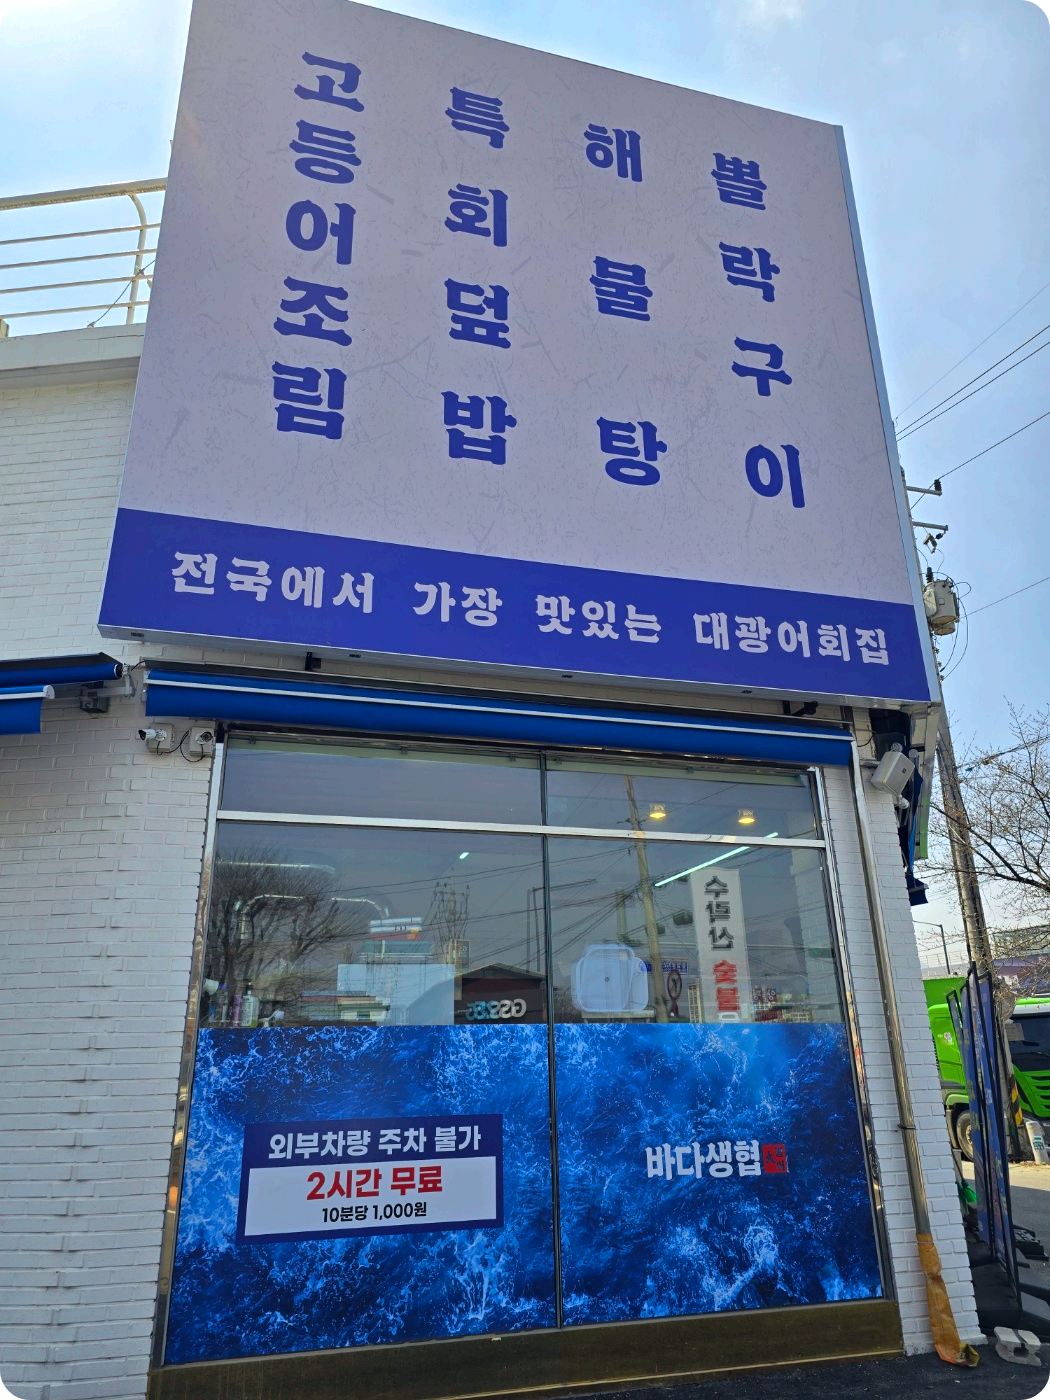 고등어조림
특회덮밥
해물탕
뽈락구이
전국에서 가장 맛있는 대광어회집
외부차량 주차 불가
2시간 무료
10분당 1,000원
바다생협